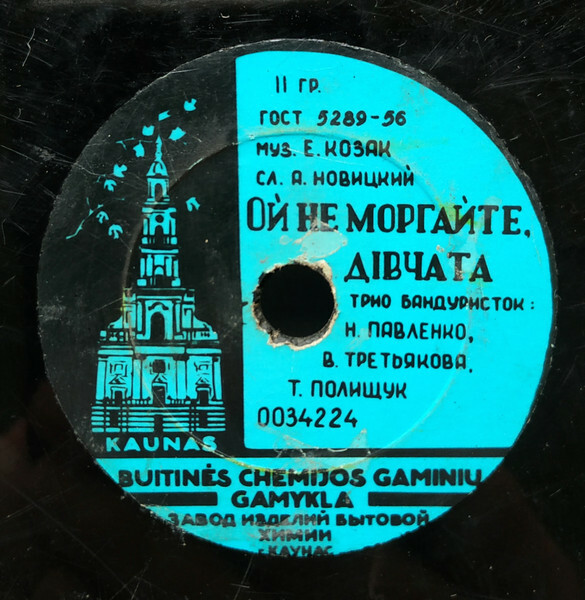 II ГР.
ГОСТ 5289-56
МУЗ. Е. КОЗАК
СЛ. А. НОВИЦКИЙ
ОЙ НЕ МОРГАЙТЕ,
ДІВЧАТА
ТРИО БАНДУРИСТОК:
Н. ПАВЛЕНКО,
В. ТРЕТЬЯКОВА,
Т. ПОЛИЩУК
0034224
KAUNAS
BUITINĖS CHEMIJOS GAMINIŲ
GAMYKLA
ЗАВОД ИЗДЕЛИЙ БЫТОВОЙ
ХИМИИ
г. КАУНАС